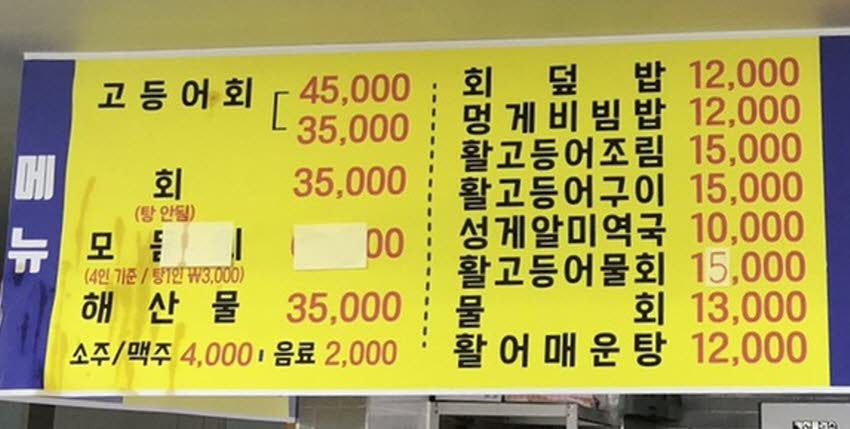 메뉴
고등어회 45,000
35,000
회 35,000
(탕 안됨)
모
(4인 기준 / 탕1인 ₩3,000)
해산물 35,000
소주/맥주 4,000 음료 2,000
회덮밥 12,000
멍게비빔밥 12,000
활고등어조림 15,000
활고등어구이 15,000
성게알미역국 10,000
활고등어물회 15,000
물회 13,000
활어매운탕 12,000